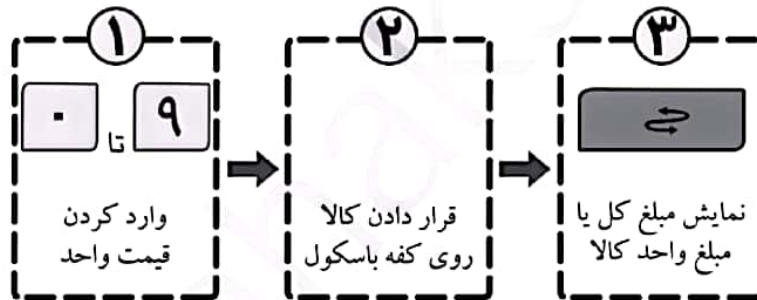 ۱
۹ تا ۰
وارد کردن
قیمت واحد
۲
قرار دادن کالا
روی کفه باسکول
۳
نمایش مبلغ کل یا
مبلغ واحد کالا